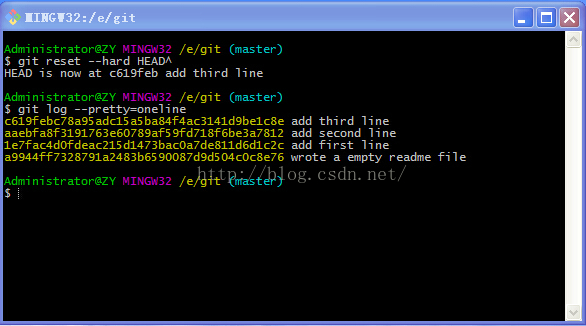 MINGW32:/e/git
Administrator@ZY MINGW32 /e/git (master)
$ git reset --hard HEAD^
HEAD is now at c619feb add third line
Administrator@ZY MINGW32 /e/git (master)
$ git log --pretty=oneline
c619febc78a95adc15a5ba84f4ac3141d9be1c8e add third line
aaebfa8f3191763e60789af59fd718f6be3a7812 add second line
1e7fac4d0fdeac215d1473bac0a7de811d6d1c2c add first line
a9944ff7328791a2483b6590087d9d504c0c8e76 wrote a empty readme file
Administrator@ZY MINGW32 /e/git (master)
$
http://blog.csdn.net/